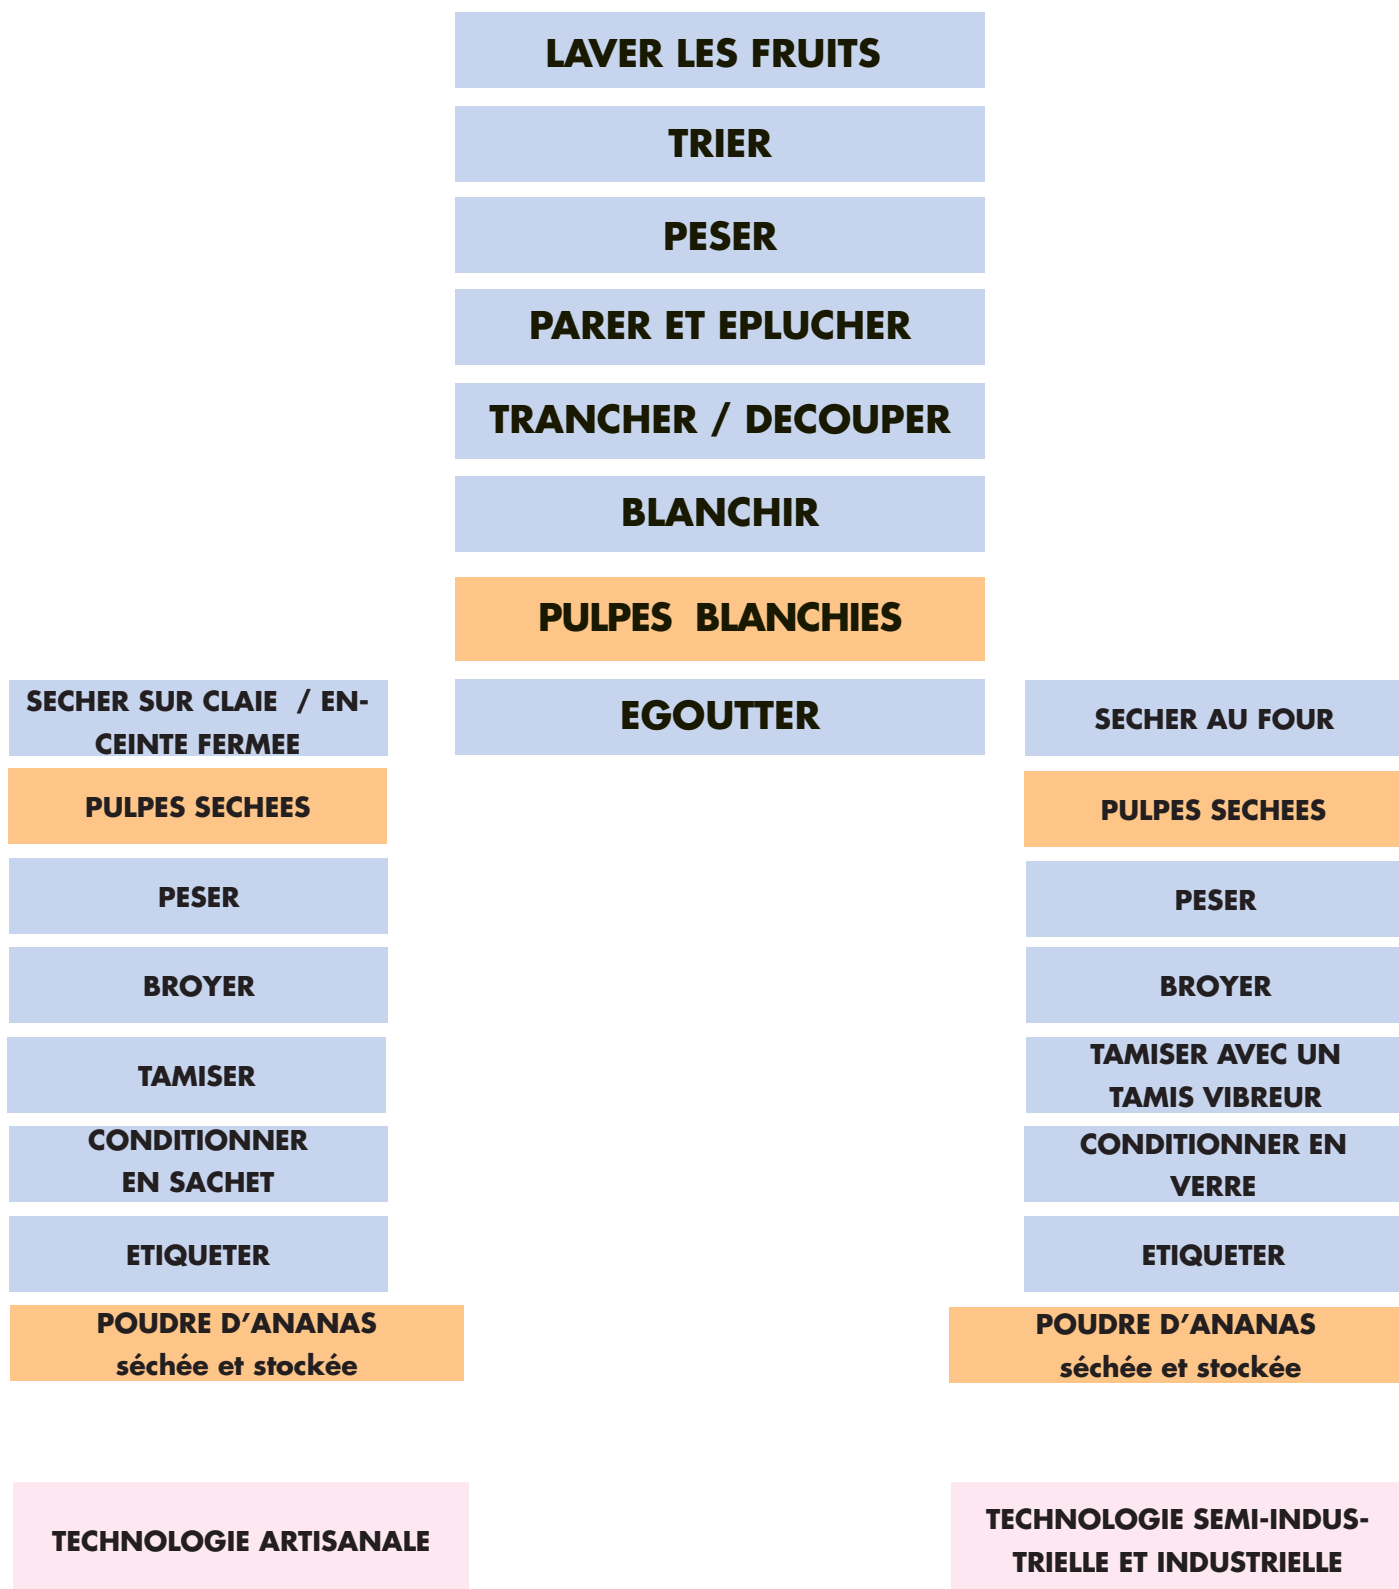 LAVER LES FRUITS
TRIER
PESER
PARER ET EPLUCHER
TRANCHER / DECOUPER
BLANCHIR
PULPES BLANCHIES
EGOUTTER
SECHER SUR CLAIE / EN-
CEINTE FERMEE
PULPES SECHEES
PESER
BROYER
TAMISER
CONDITIONNER
EN SACHET
ETIQUETER
POUDRE D’ANANAS
séchée et stockée
TECHNOLOGIE ARTISANALE
SECHER AU FOUR
PULPES SECHEES
PESER
BROYER
TAMISER AVEC UN
TAMIS VIBREUR
CONDITIONNER EN
VERRE
ETIQUETER
POUDRE D’ANANAS
séchée et stockée
TECHNOLOGIE SEMI-INDUS-
TRIELLE ET INDUSTRIELLE